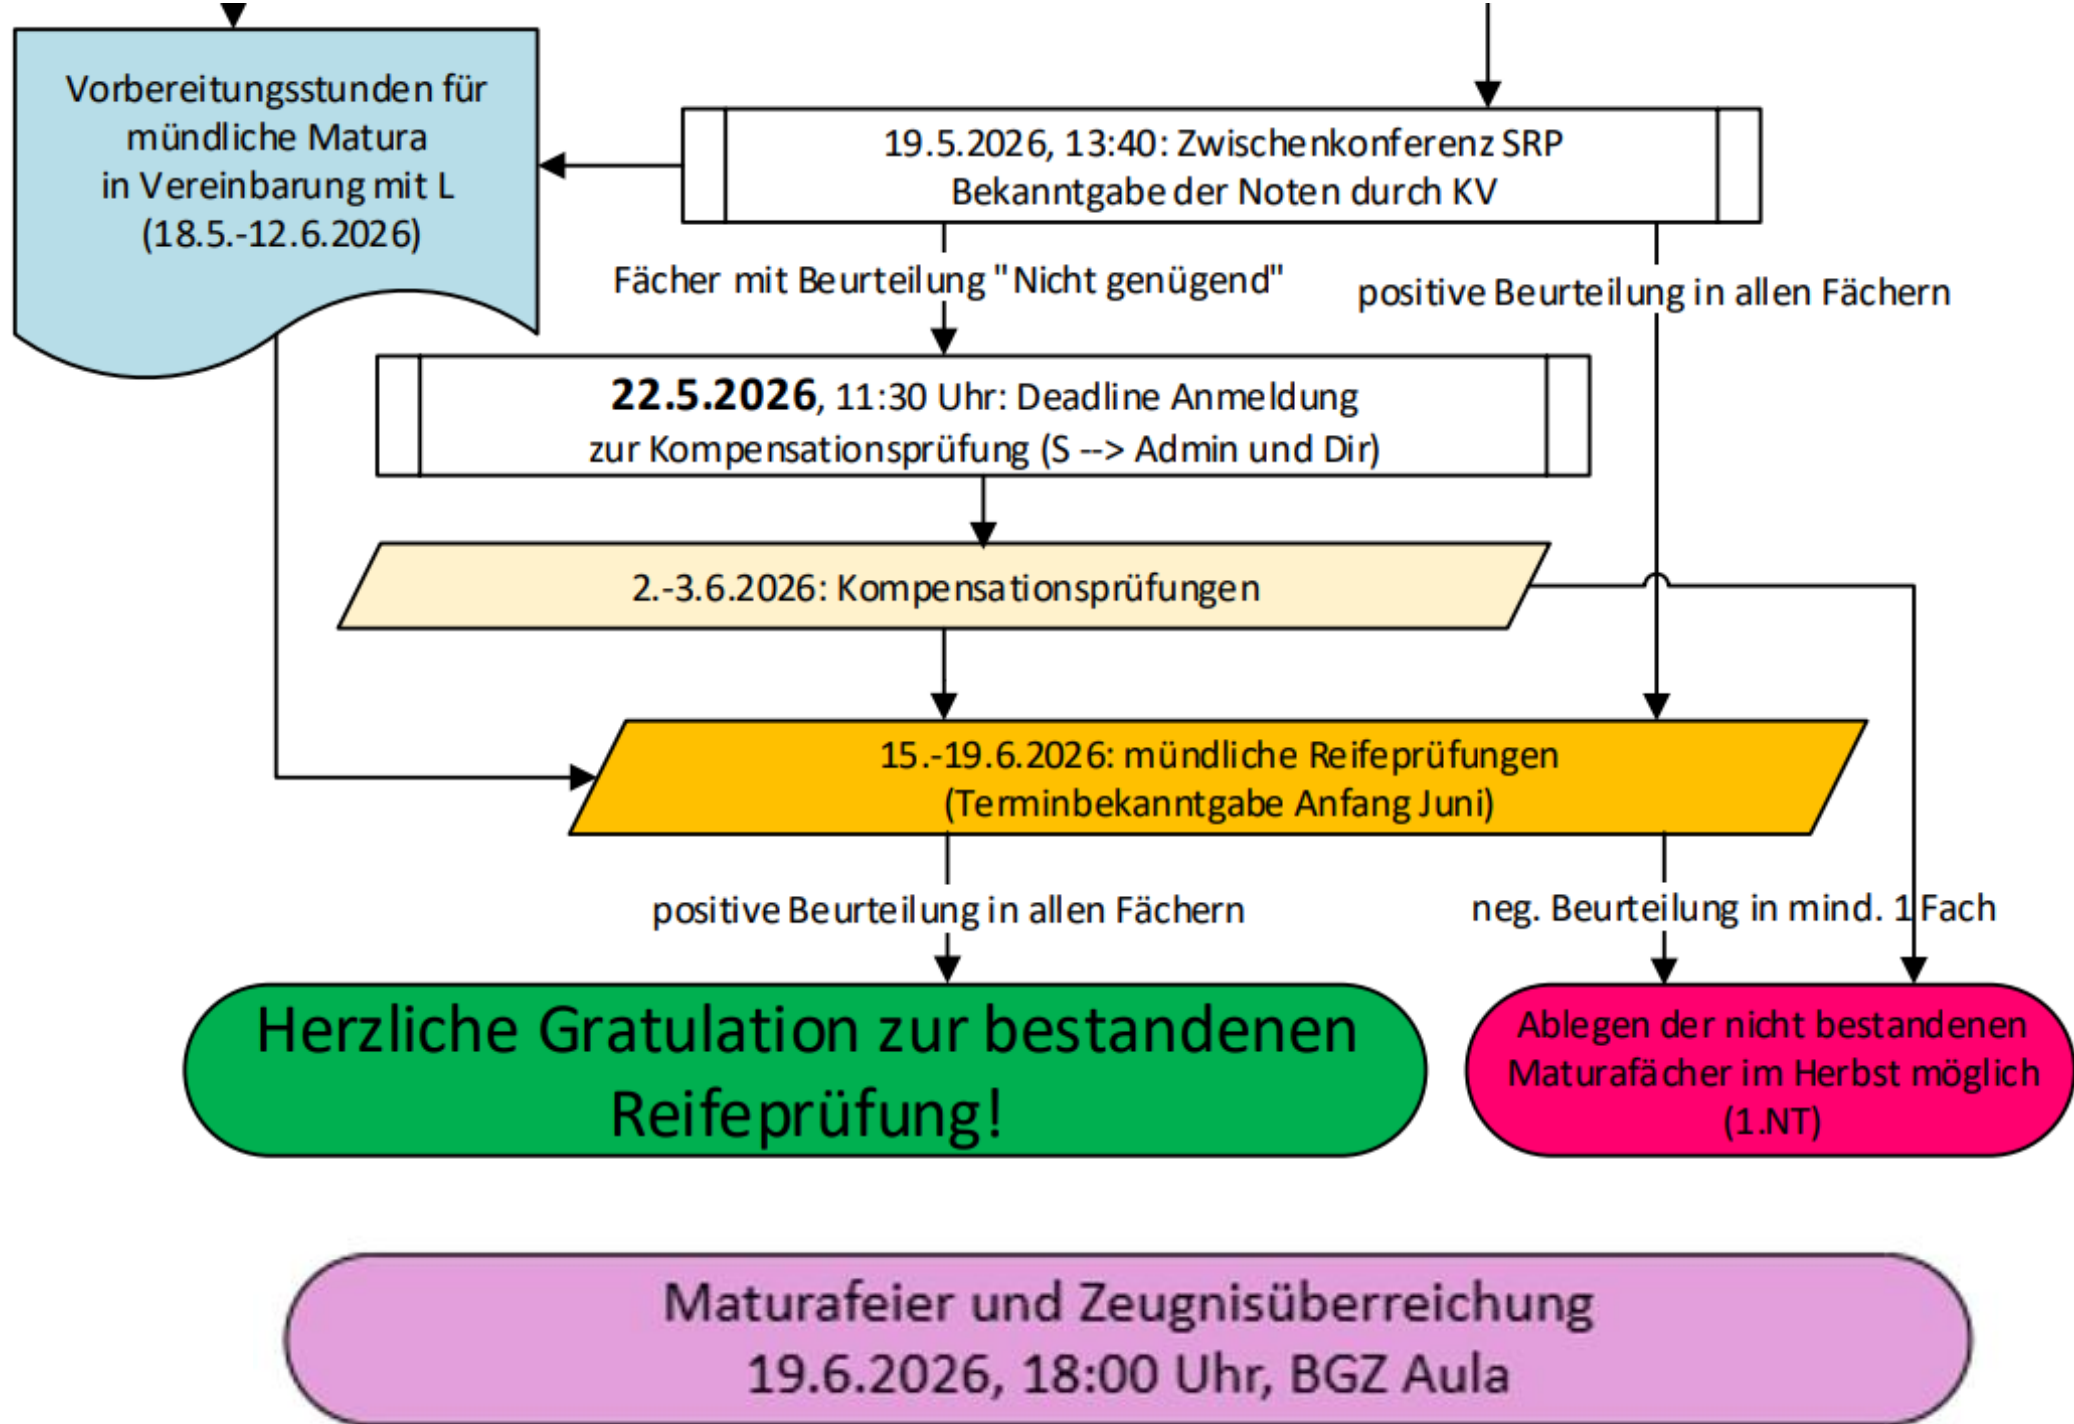 Vorbereitungsstunden für
mündliche Matura
in Vereinbarung mit L
(18.5.-12.6.2026)
19.5.2026, 13:40: Zwischenkonferenz SRP
Bekanntgabe der Noten durch KV
Fächer mit Beurteilung "Nicht genügend"
positive Beurteilung in allen Fächern
22.5.2026, 11:30 Uhr: Deadline Anmeldung
zur Kompensationsprüfung (S --> Admin und Dir)
2.-3.6.2026: Kompensationsprüfungen
15.-19.6.2026: mündliche Reifeprüfungen
(Terminbekanntgabe Anfang Juni)
positive Beurteilung in allen Fächern
neg. Beurteilung in mind. 1 Fach
Herzliche Gratulation zur bestandenen
Reifeprüfung!
Ablegen der nicht bestandenen
Maturafächer im Herbst möglich
(1.NT)
Maturafeier und Zeugnisüberreichung
19.6.2026, 18:00 Uhr, BGZ Aula